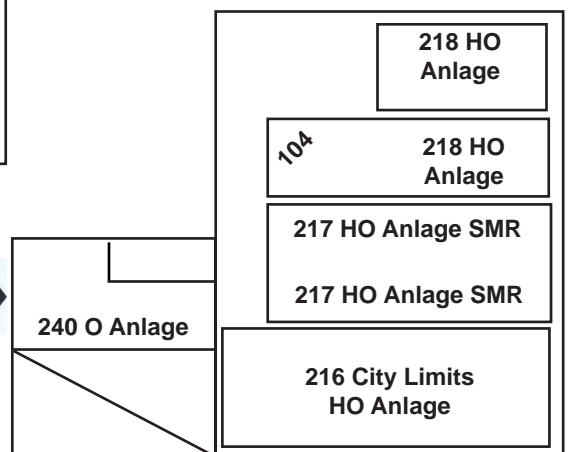 218 HO
Anlage
104
218 HO
Anlage
217 HO Anlage SMR
217 HO Anlage SMR
240 O Anlage
216 City Limits
HO Anlage